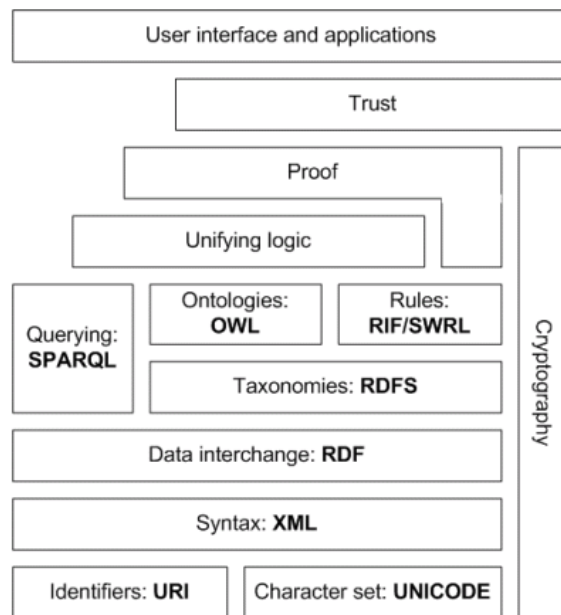 User interface and applications
Trust
Proof
Unifying logic
Querying:
SPARQL
Ontologies:
OWL
Rules:
RIF/SWRL
Taxonomies: RDFS
Cryptography
Data interchange: RDF
Syntax: XML
Identifiers: URI
Character set: UNICODE